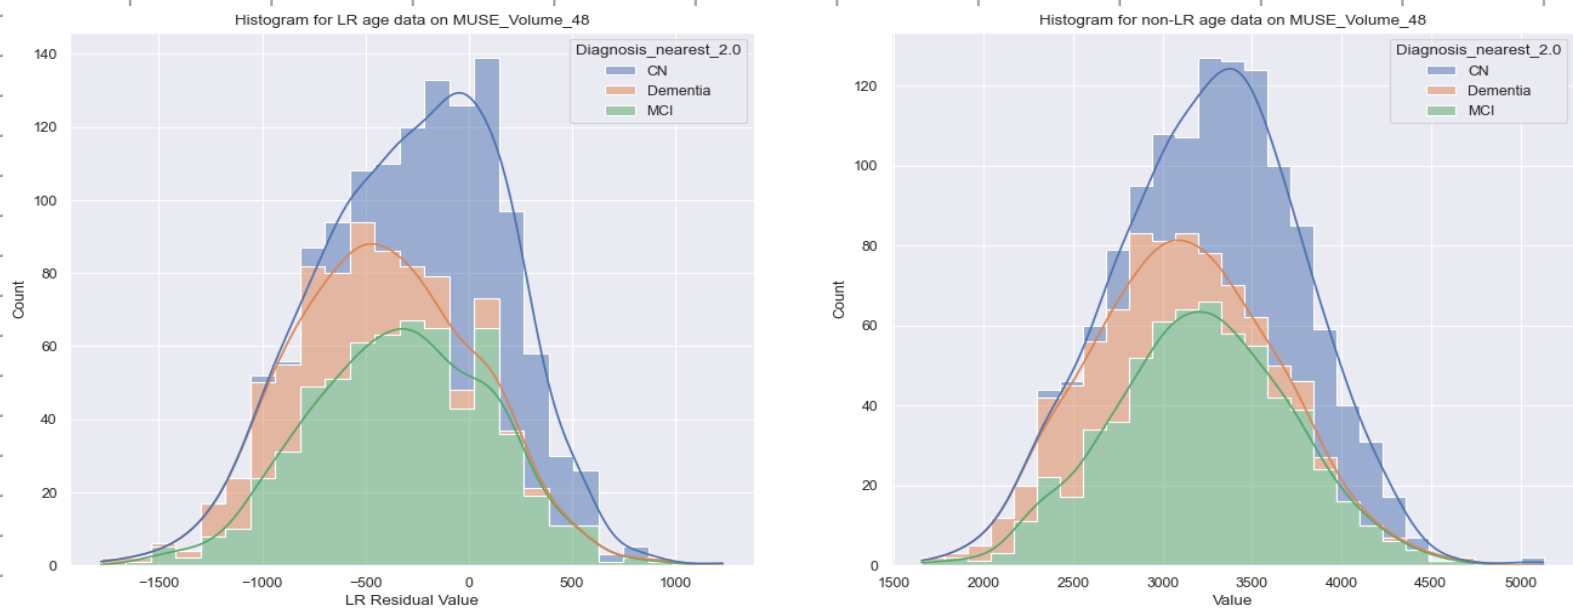 Histogram for LR age data on MUSE_Volume_48
Diagnosis_nearest_2.0
CN
Dementia
MCI
140
120
100
80
60
40
20
0
Count
−1500
−1000
−500
0
500
1000
LR Residual Value
Histogram for non-LR age data on MUSE_Volume_48
Diagnosis_nearest_2.0
CN
Dementia
MCI
120
100
80
60
40
20
0
Count
1500
2000
2500
3000
3500
4000
4500
5000
Value